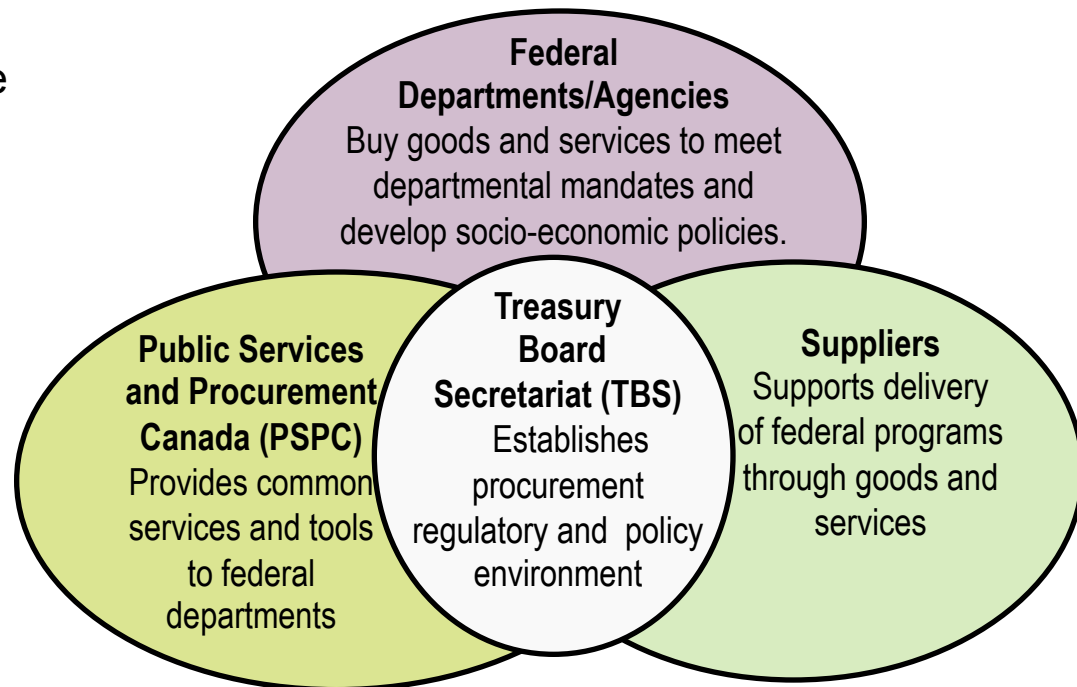 e
Federal
Departments/Agencies
Buy goods and services to meet
departmental mandates and
develop socio-economic policies.
Public Services
and Procurement
Canada (PSPC)
Provides common
services and tools
to federal
departments
Treasury
Board
Secretariat (TBS)
Establishes
procurement
regulatory and policy
environment
Suppliers
Supports delivery
of federal programs
through goods and
services